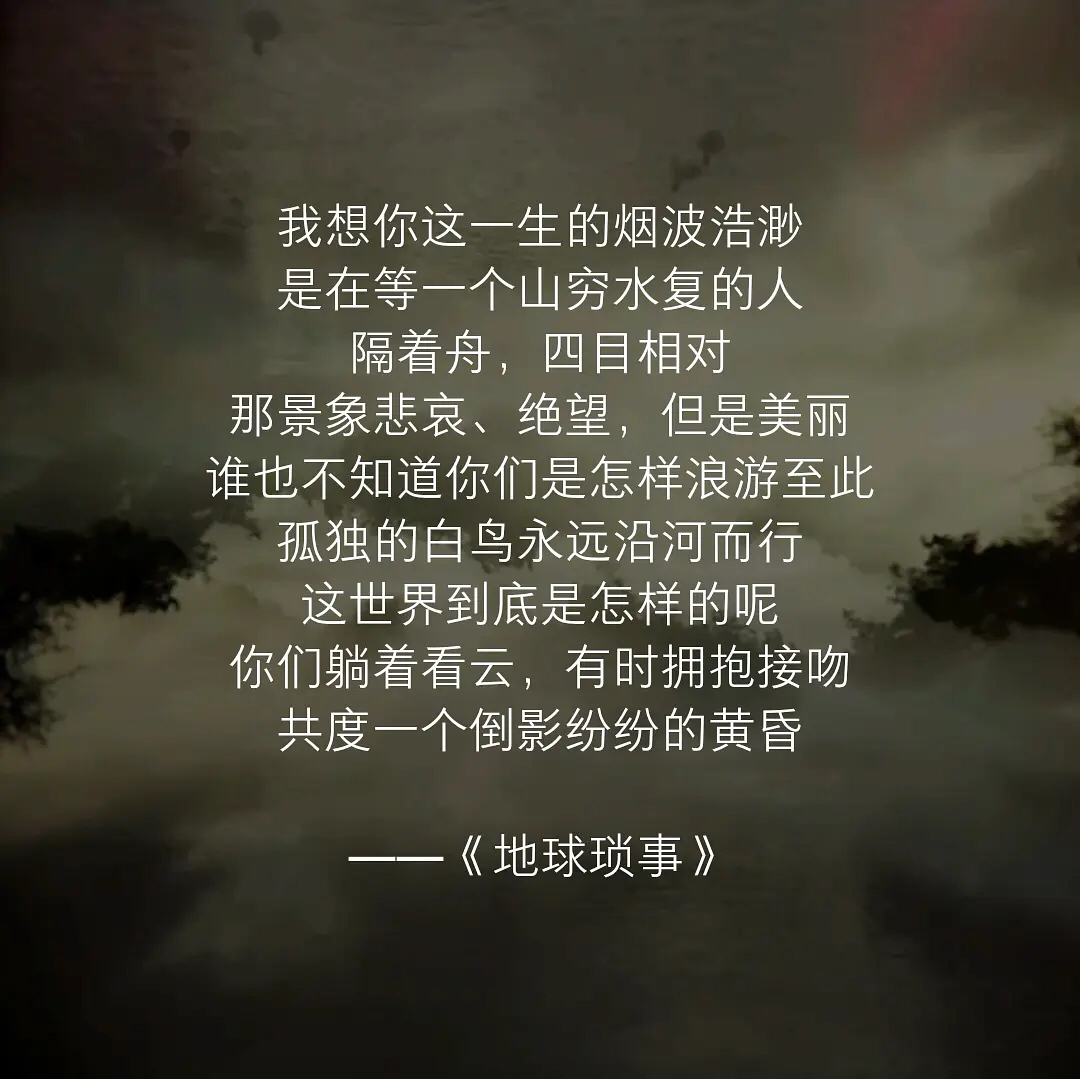 我想你这一生的烟波浩渺
是在等一个山穷水复的人
隔着舟，四目相对
那景象悲哀、绝望，但是美丽
谁也不知道你们是怎样浪游至此
孤独的白鸟永远沿河而行
这世界到底是怎样的呢
你们躺着看云，有时拥抱接吻
共度一个倒影纷纷的黄昏
——《地球琐事》